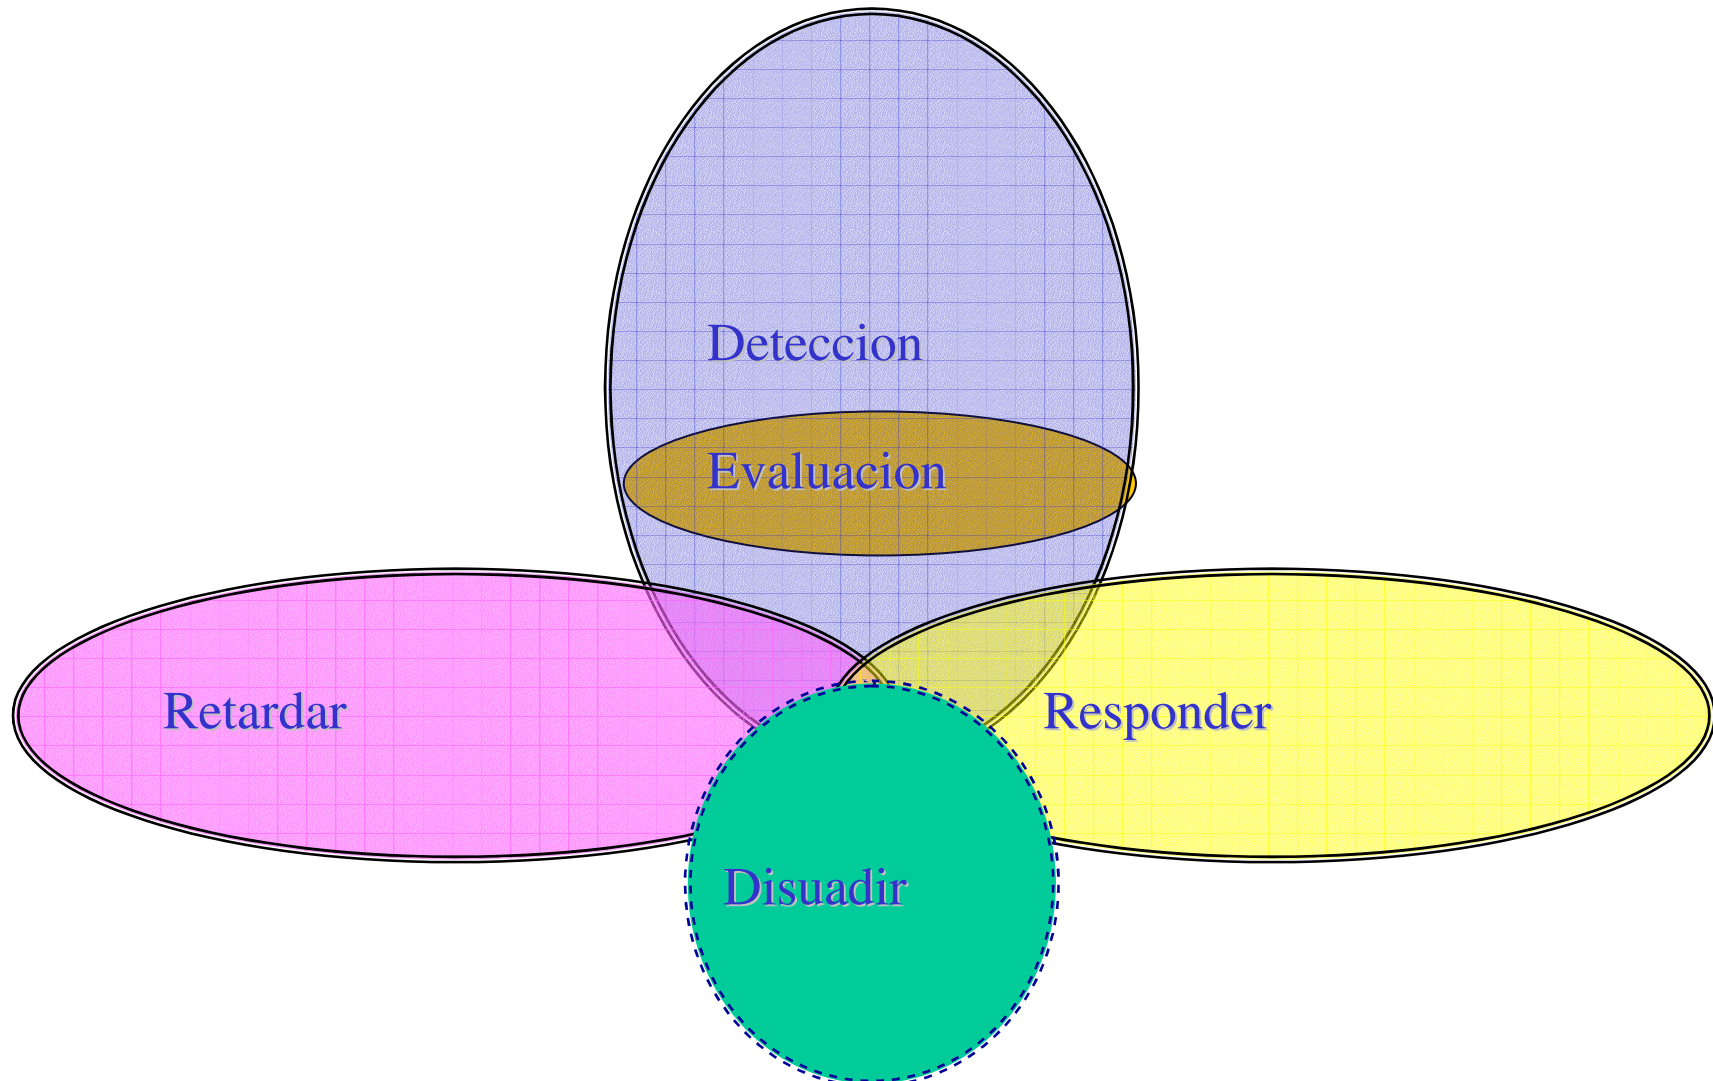 Deteccion
Evaluacion
Retardar
Responder
Disuadir